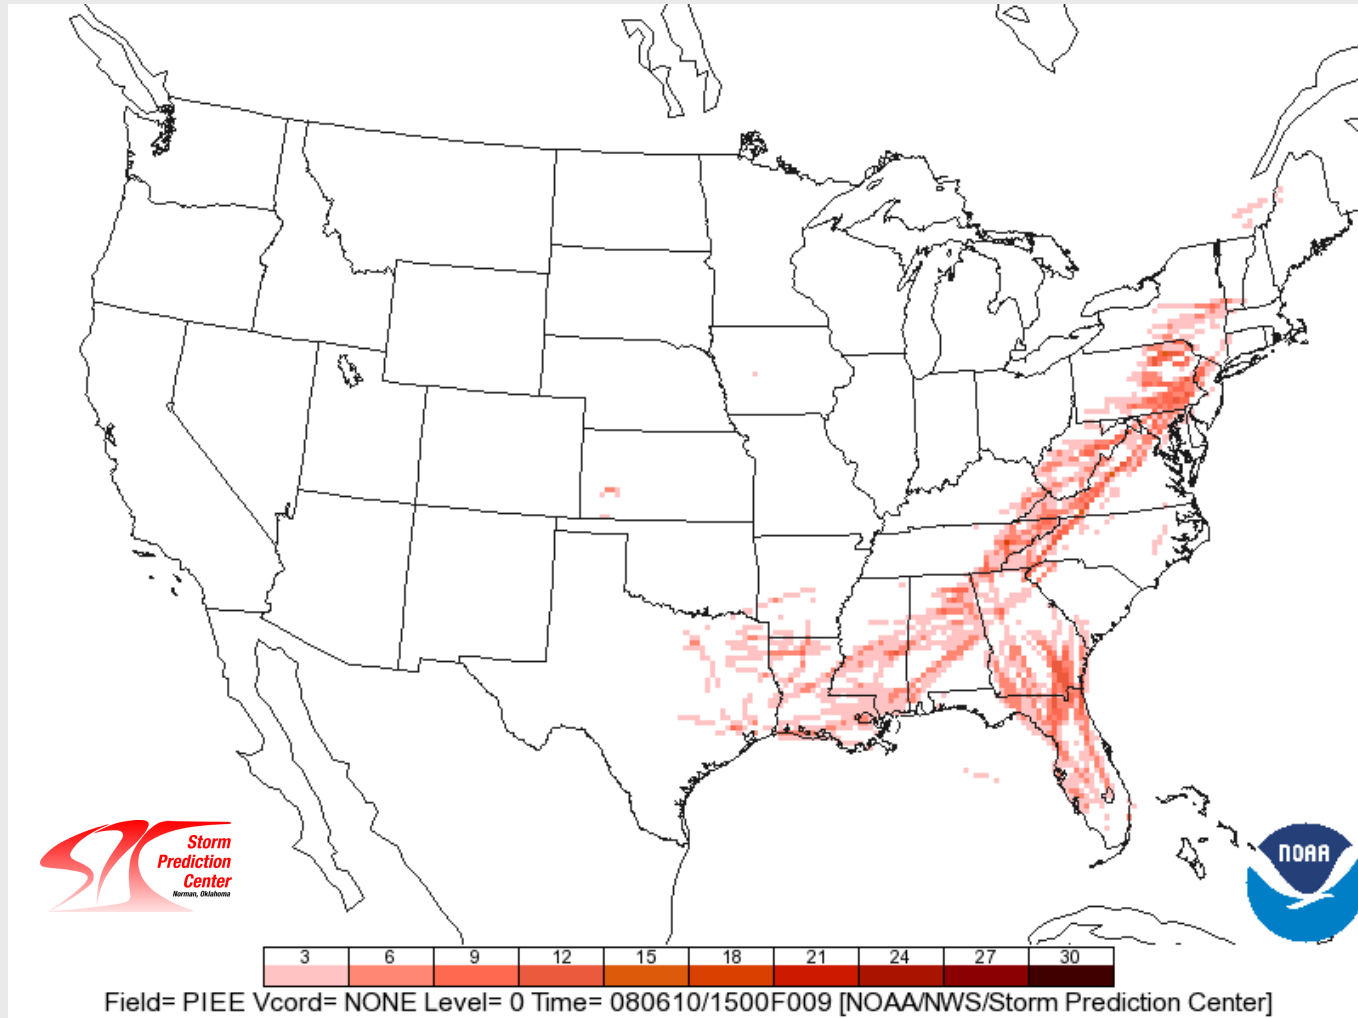 Storm
Prediction
Center
Norman, Oklahoma
NOAA
3 6 9 12 15 18 21 24 27 30
Field= PIEE Vcord= NONE Level= 0 Time= 080610/1500F009 [NOAA/NWS/Storm Prediction Center]